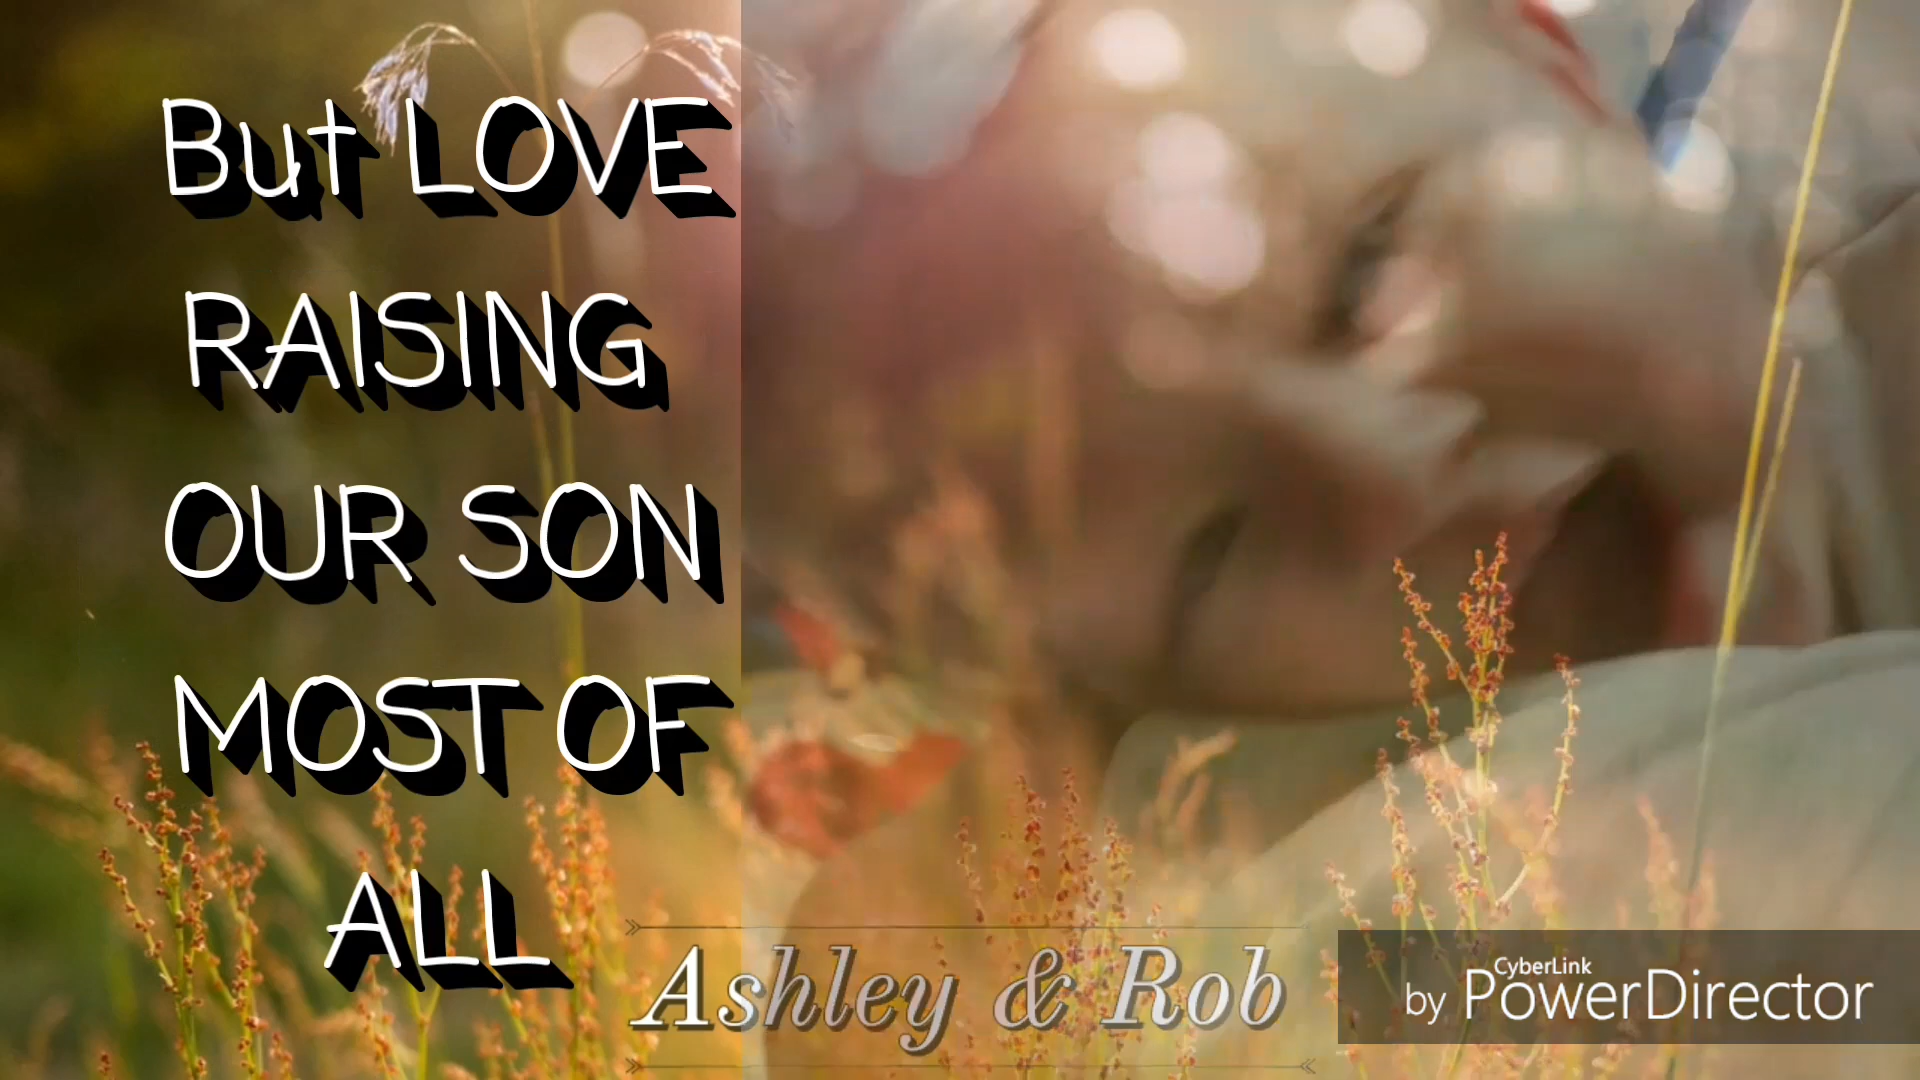 But LOVE
RAISING
OUR SON
MOST OF
ALL
Ashley & Rob
CyberLink
by PowerDirector